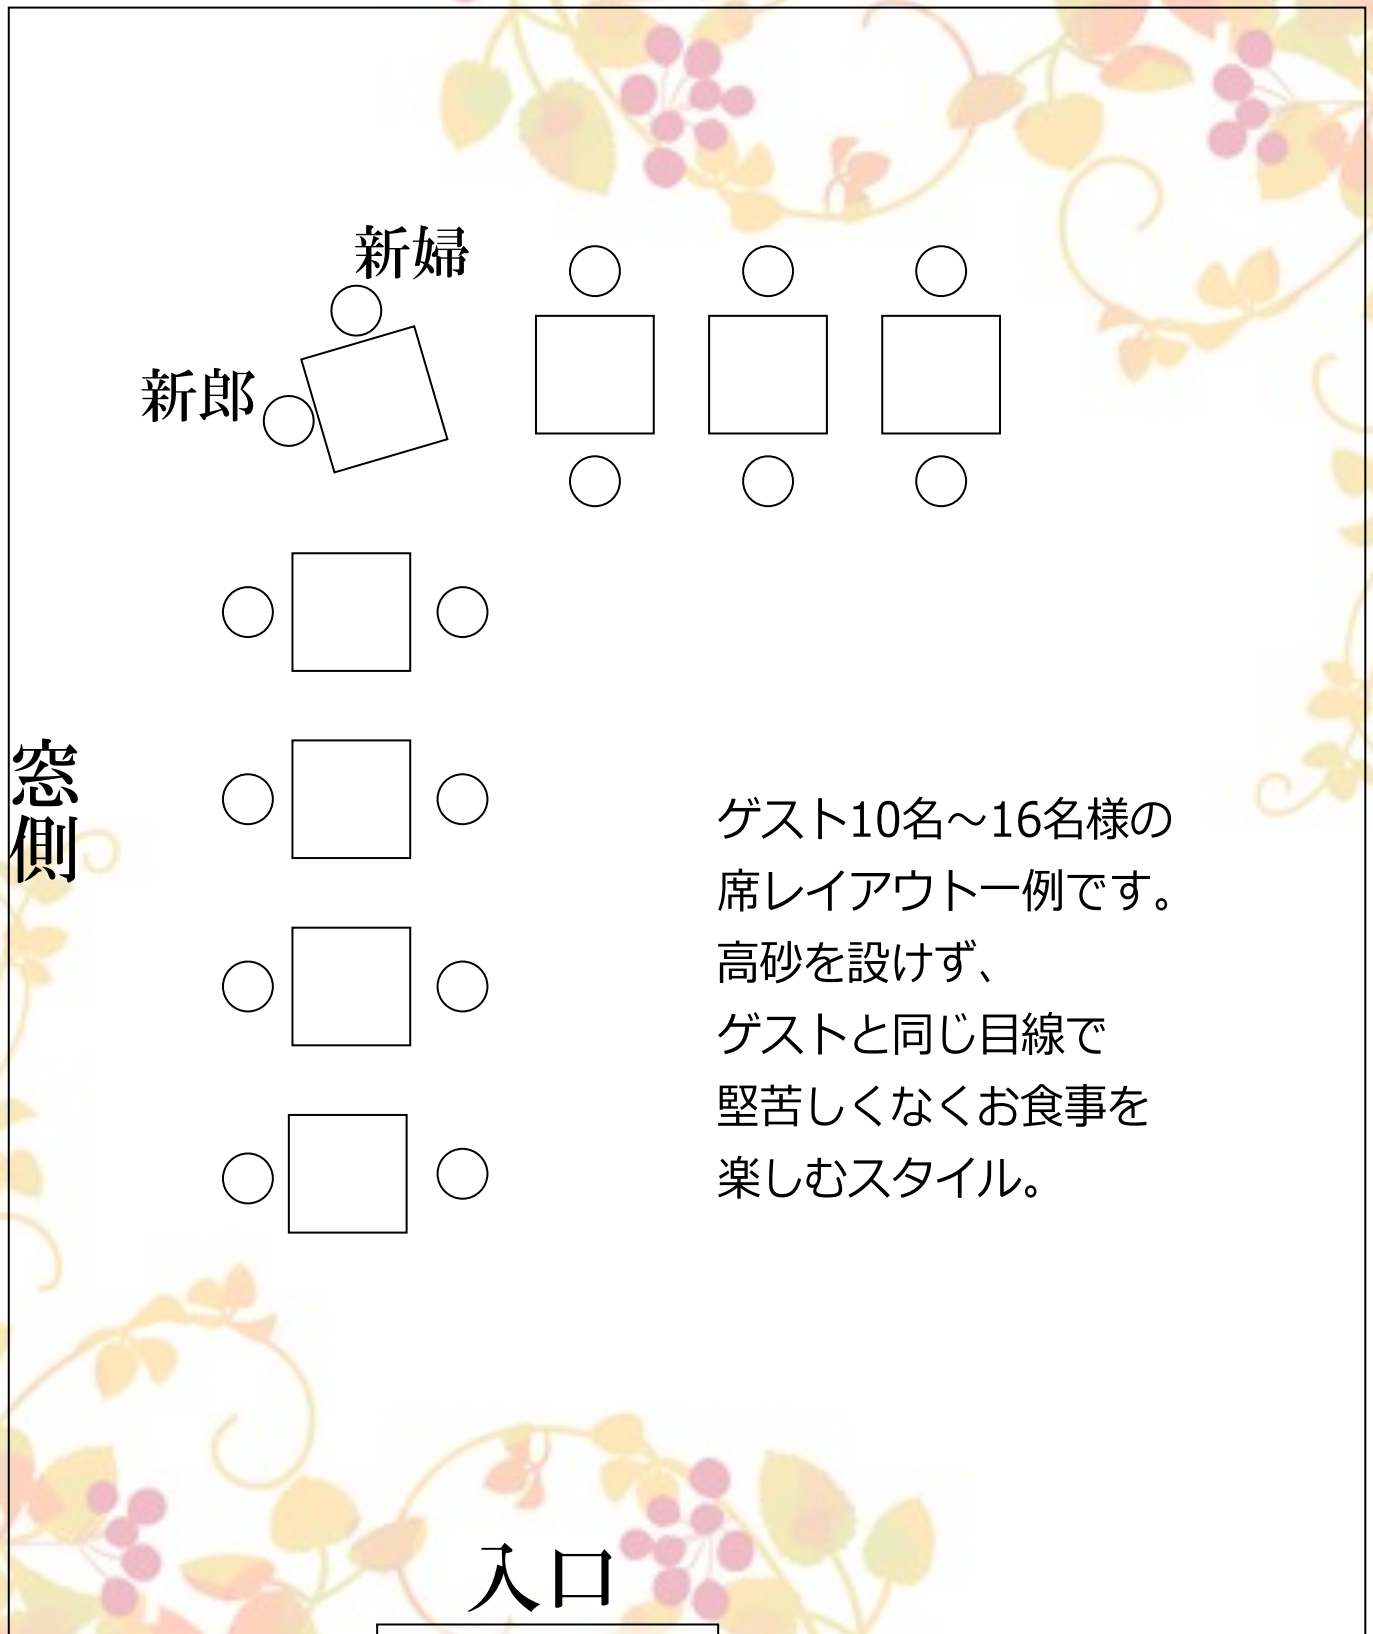 新婦
新郎
窓側
ゲスト10名～16名様の
席レイアウト一例です。
高砂を設けず、
ゲストと同じ目線で
堅苦しくなくお食事を
楽しむスタイル。
入口